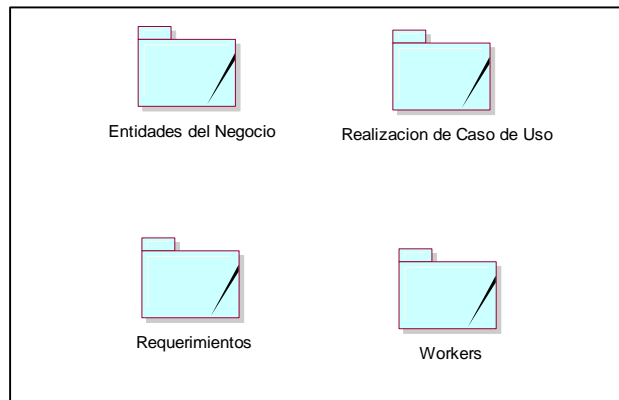 Entidades del Negocio
Realizacion de Caso de Uso
Requerimientos
Workers